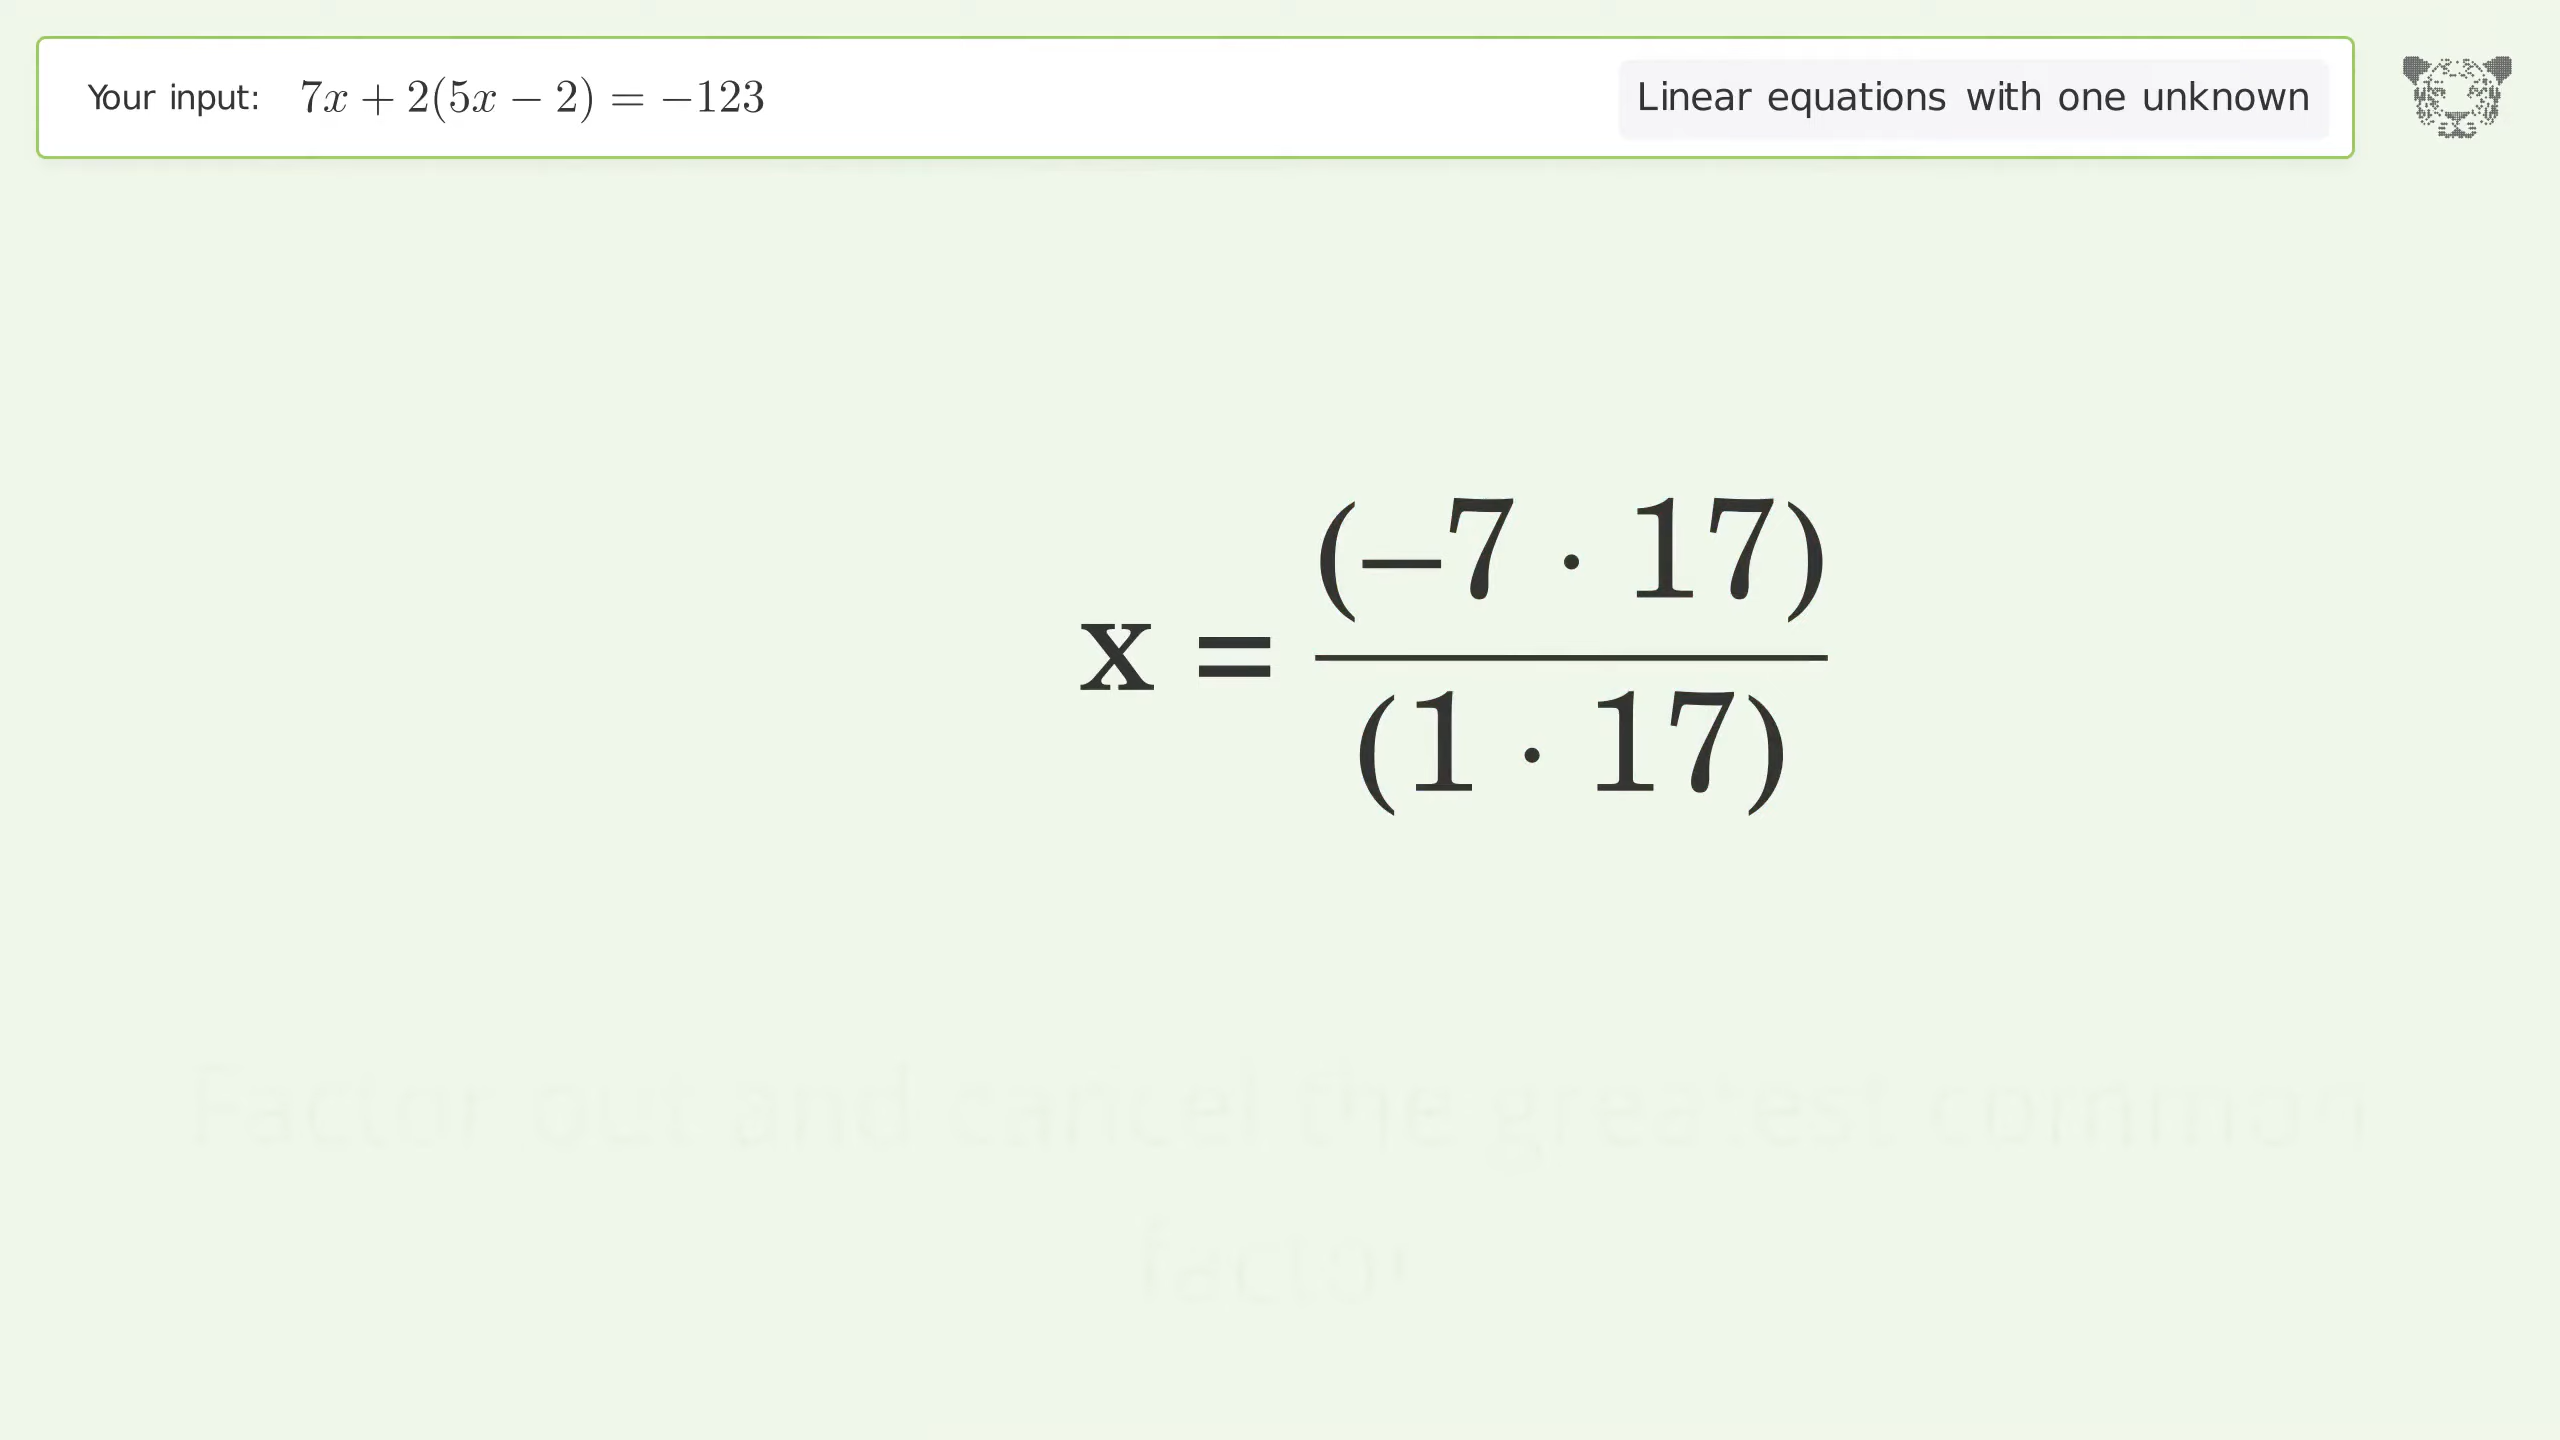 Your input: 7x + 2(5x − 2) = −123
Linear equations with one unknown
x = (−7 · 17) / (1 · 17)
Factor out and cancel the greatest common
factor